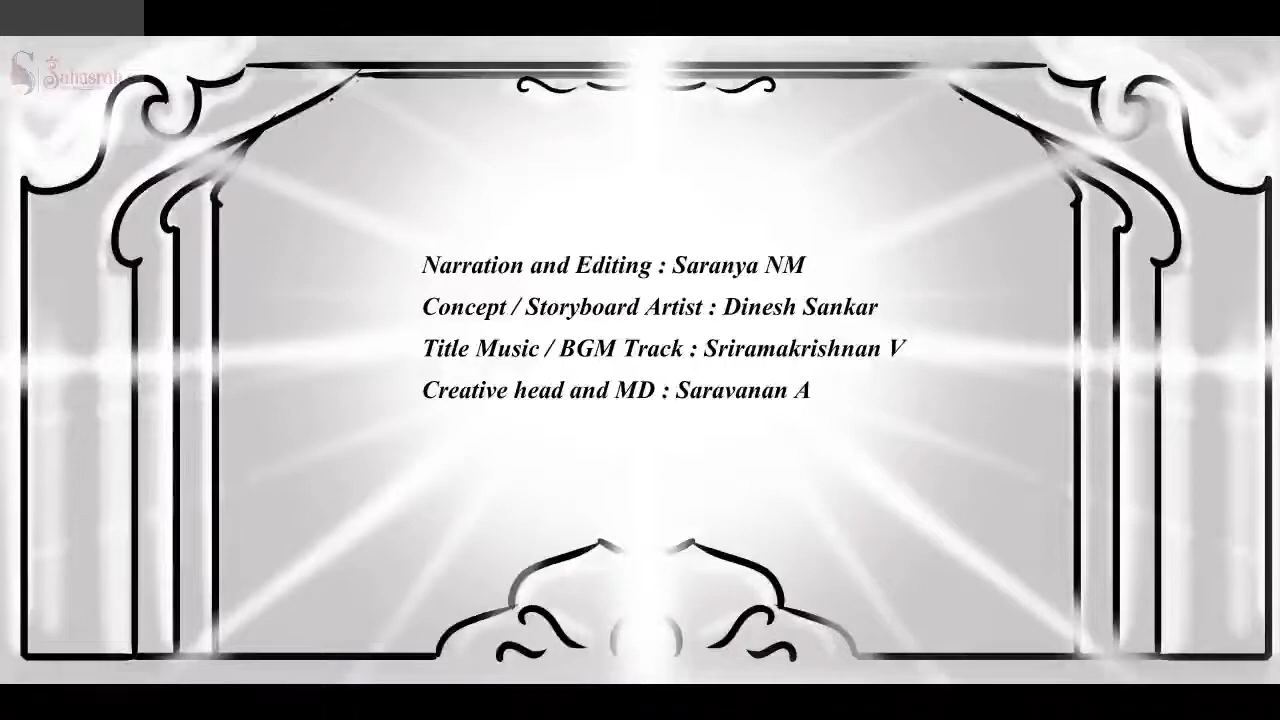 Sahasrah
Narration and Editing : Saranya NM
Concept / Storyboard Artist : Dinesh Sankar
Title Music / BGM Track : Sriramakrishnan V
Creative head and MD : Saravanan A